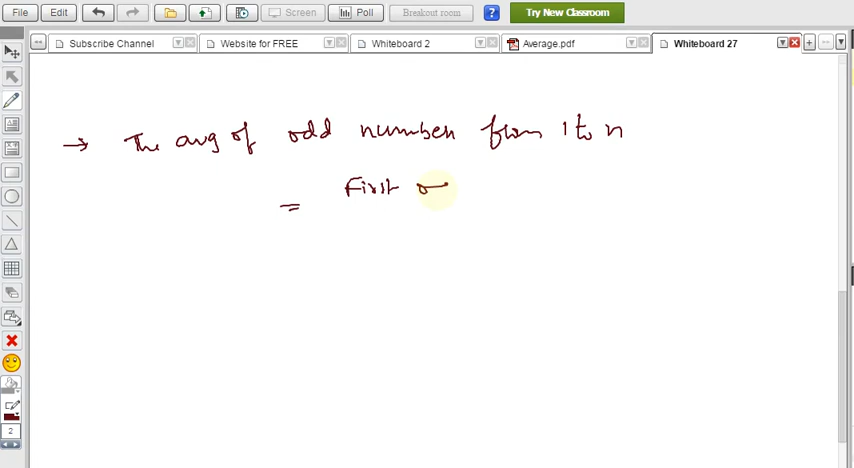 File Edit Screen Poll Breakout room ? Try New Classroom
Subscribe Channel Website for FREE Whiteboard 2 Average.pdf Whiteboard 27
→ The avg of odd number from 1 to n
= First o
2